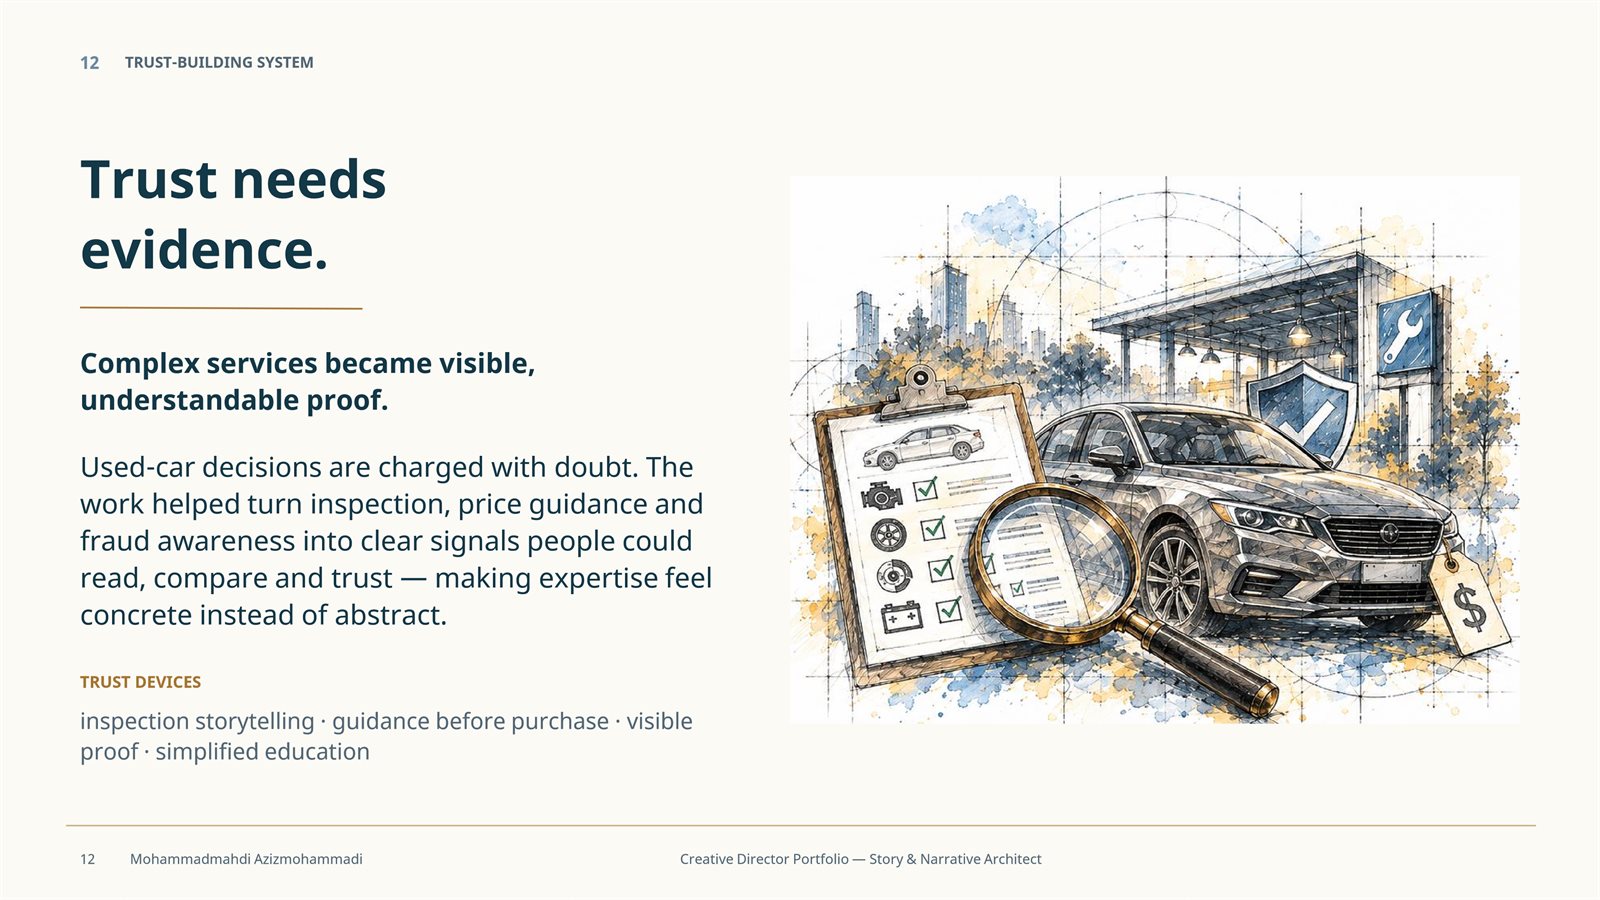 12 TRUST-BUILDING SYSTEM
Trust needs
evidence.
Complex services became visible,
understandable proof.
Used-car decisions are charged with doubt. The
work helped turn inspection, price guidance and
fraud awareness into clear signals people could
read, compare and trust — making expertise feel
concrete instead of abstract.
TRUST DEVICES
inspection storytelling · guidance before purchase · visible
proof · simplified education
$
12 Mohammadmahdi Azizmohammadi Creative Director Portfolio — Story & Narrative Architect